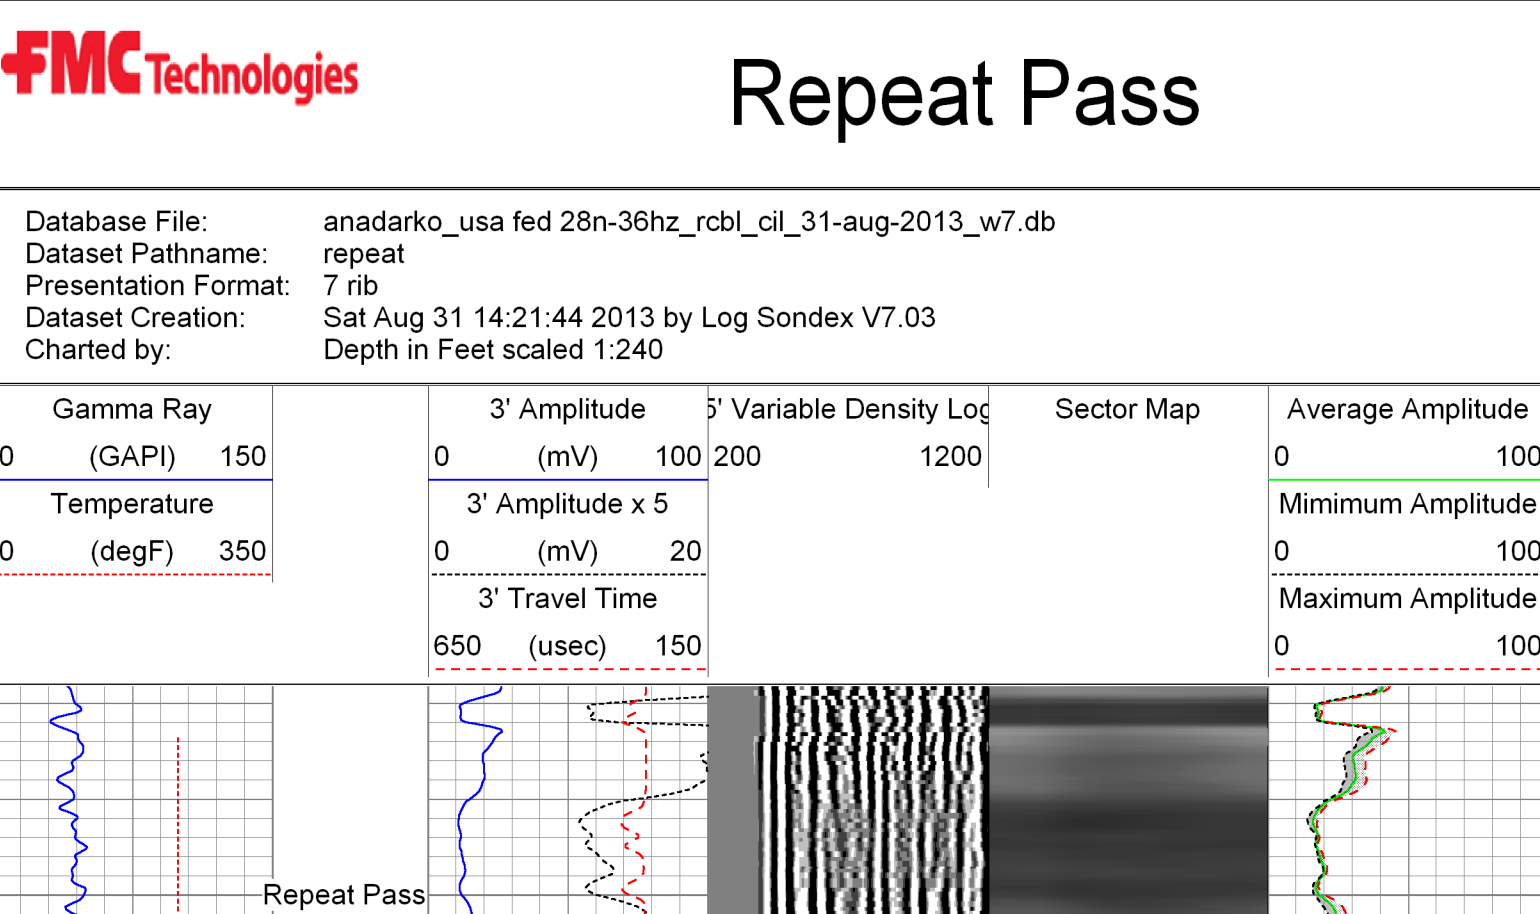 FMC Technologies
Repeat Pass
Database File: anadarko_usa fed 28n-36hz_rcbl_cil_31-aug-2013_w7.db
Dataset Pathname: repeat
Presentation Format: 7 rib
Dataset Creation: Sat Aug 31 14:21:44 2013 by Log Sondex V7.03
Charted by: Depth in Feet scaled 1:240
Gamma Ray
0 (GAPI) 150
Temperature
0 (degF) 350
3' Amplitude
0 (mV) 100
3' Amplitude x 5
0 (mV) 20
3' Travel Time
650 (usec) 150
5' Variable Density Log
200 1200
Sector Map
Average Amplitude
0 100
Mimimum Amplitude
0 100
Maximum Amplitude
0 100
Repeat Pass